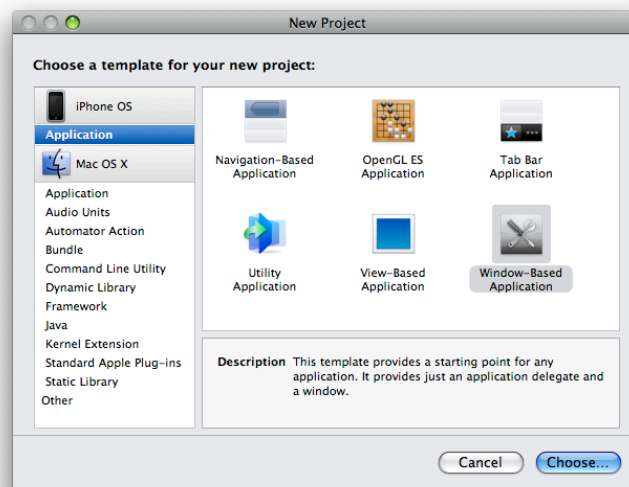 New Project
Choose a template for your new project:
iPhone OS
Application
Mac OS X
Application
Audio Units
Automator Action
Bundle
Command Line Utility
Dynamic Library
Framework
Java
Kernel Extension
Standard Apple Plug-ins
Static Library
Other
Navigation-Based
Application
OpenGL ES
Application
Tab Bar
Application
Utility
Application
View-Based
Application
Window-Based
Application
Description This template provides a starting point for any
application. It provides just an application delegate and
a window.
Cancel
Choose...